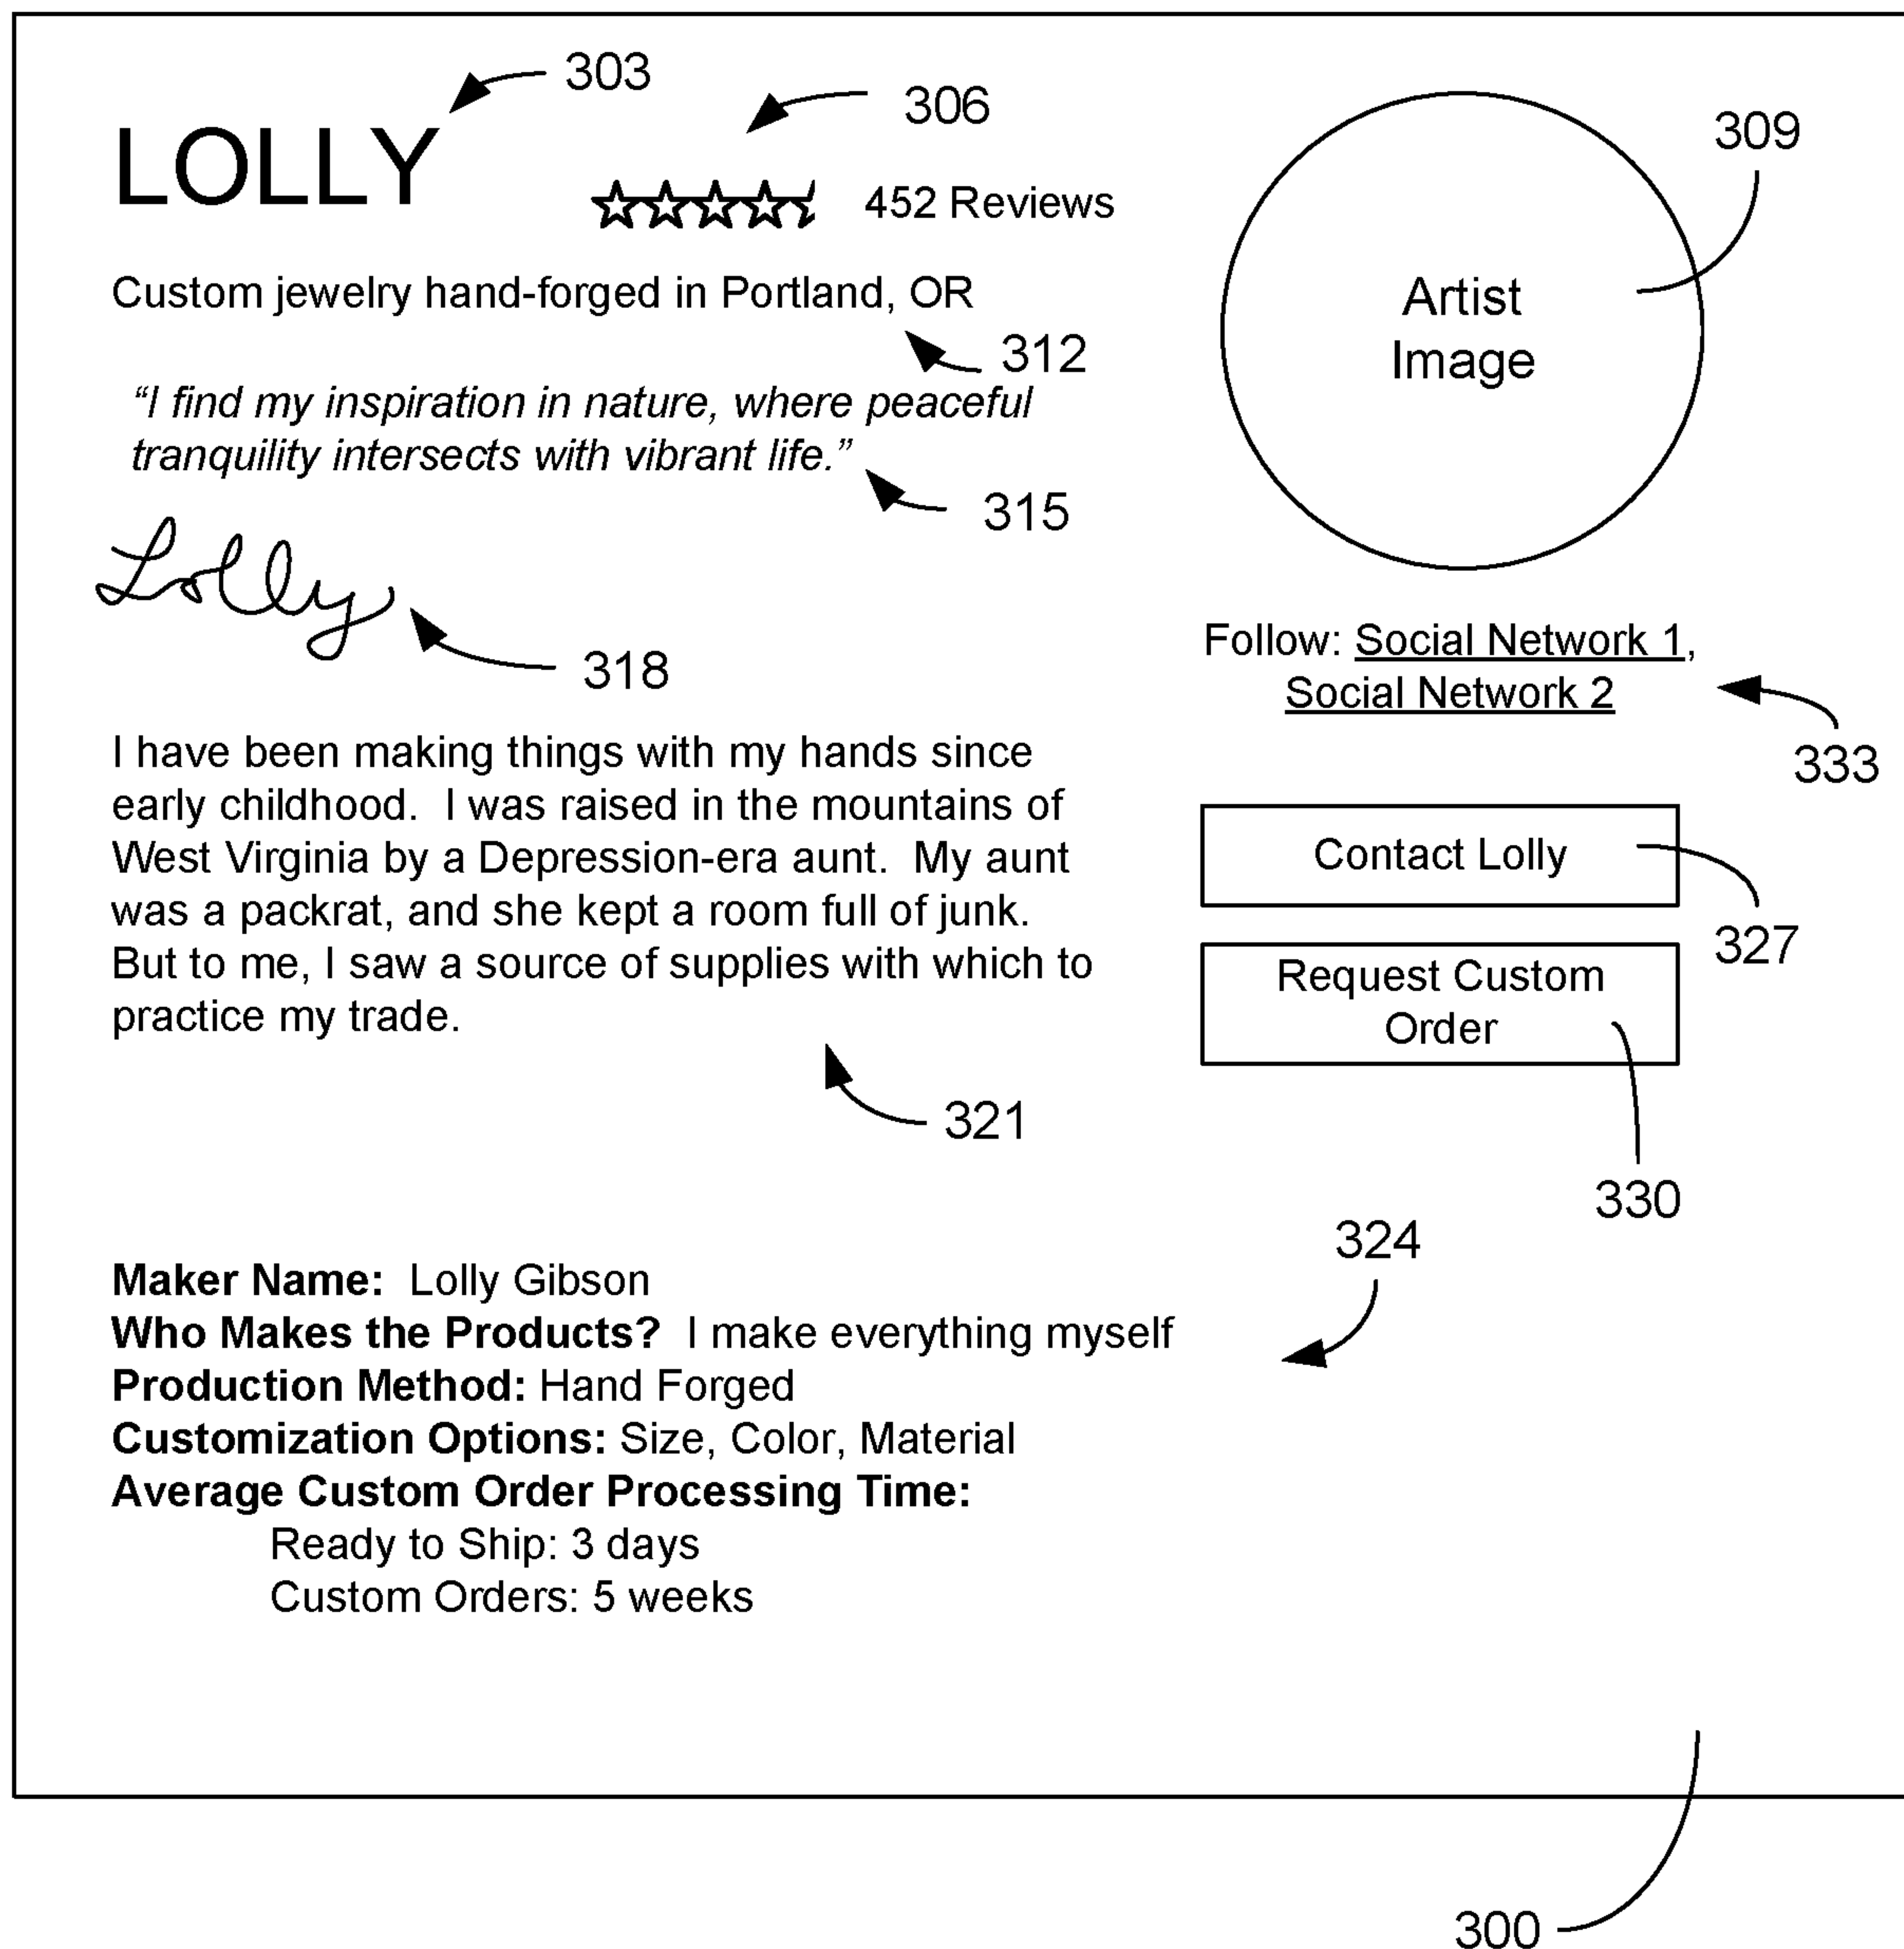 303
306
309
LOLLY
452 Reviews
Custom jewelry hand-forged in Portland, OR
312
“I find my inspiration in nature, where peaceful
tranquility intersects with vibrant life.”
315
Lolly
318
Artist
Image
Follow: Social Network 1,
Social Network 2
333
I have been making things with my hands since
early childhood.  I was raised in the mountains of
West Virginia by a Depression-era aunt.  My aunt
was a packrat, and she kept a room full of junk.
But to me, I saw a source of supplies with which to
practice my trade.
321
Contact Lolly
327
Request Custom
Order
330
324
Maker Name:  Lolly Gibson
Who Makes the Products?  I make everything myself
Production Method: Hand Forged
Customization Options: Size, Color, Material
Average Custom Order Processing Time:
Ready to Ship: 3 days
Custom Orders: 5 weeks
300